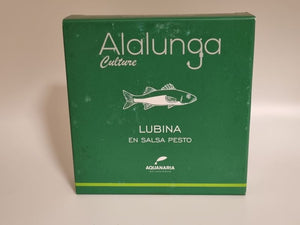 Alalunga
Culture
LUBINA
EN SALSA PESTO
AQUANARIA